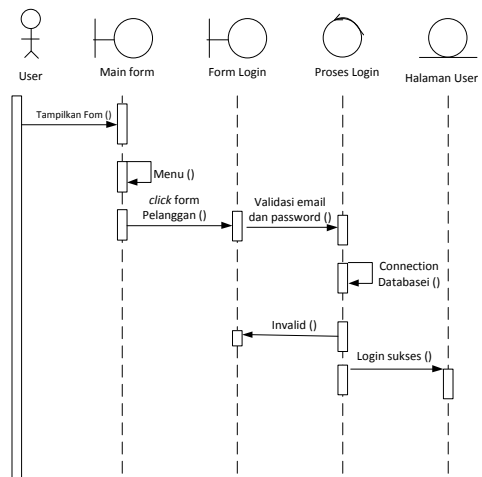 User
Main form
Form Login
Proses Login
Halaman User
Tampilkan Fom ()
Menu ()
click form
Pelanggan ()
Validasi email
dan password ()
Connection
Databasei ()
Invalid ()
Login sukses ()